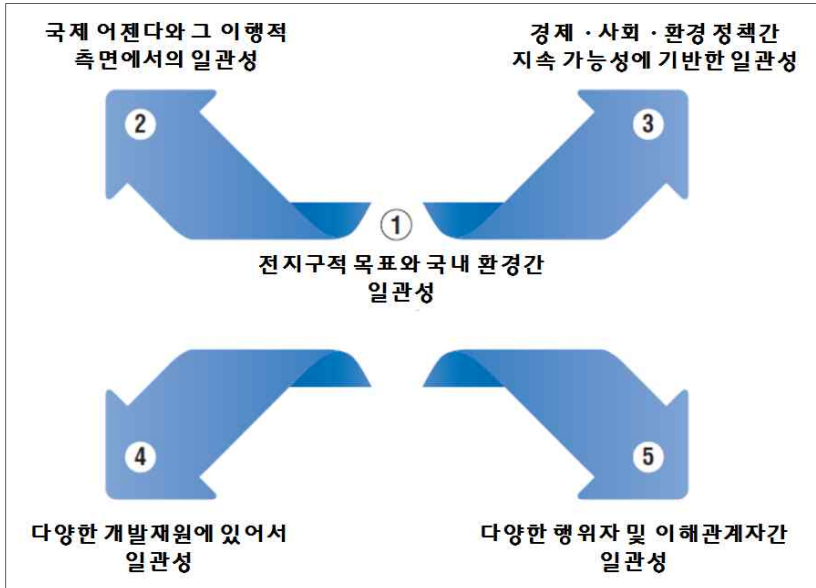 국제 어젠다와 그 이행적
측면에서의 일관성
경제 · 사회 · 환경 정책간
지속 가능성에 기반한 일관성
2
3
1
전지구적 목표와 국내 환경간
일관성
4
5
다양한 개발재원에 있어서
일관성
다양한 행위자 및 이해관계자간
일관성